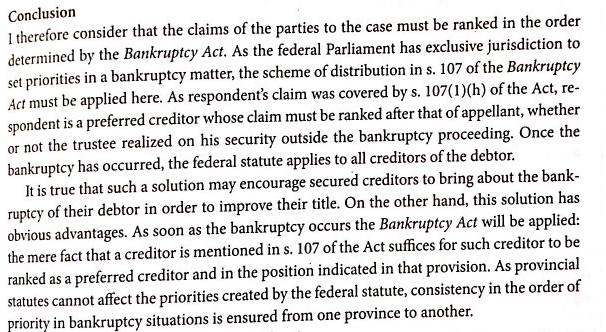 Conclusion
I therefore consider that the claims of the parties to the case must be ranked in the order
determined by the Bankruptcy Act. As the federal Parliament has exclusive jurisdiction to
set priorities in a bankruptcy matter, the scheme of distribution in s. 107 of the Bankruptcy
Act must be applied here. As respondent's claim was covered by s. 107(1)(h) of the Act, re-
spondent is a preferred creditor whose claim must be ranked after that of appellant, whether
or not the trustee realized on his security outside the bankruptcy proceeding. Once the
bankruptcy has occurred, the federal statute applies to all creditors of the debtor.
It is true that such a solution may encourage secured creditors to bring about the bank-
ruptcy of their debtor in order to improve their title. On the other hand, this solution has
obvious advantages. As soon as the bankruptcy occurs the Bankruptcy Act will be applied:
the mere fact that a creditor is mentioned in s. 107 of the Act suffices for such creditor to be
ranked as a preferred creditor and in the position indicated in that provision. As provincial
statutes cannot affect the priorities created by the federal statute, consistency in the order of
priority in bankruptcy situations is ensured from one province to another.